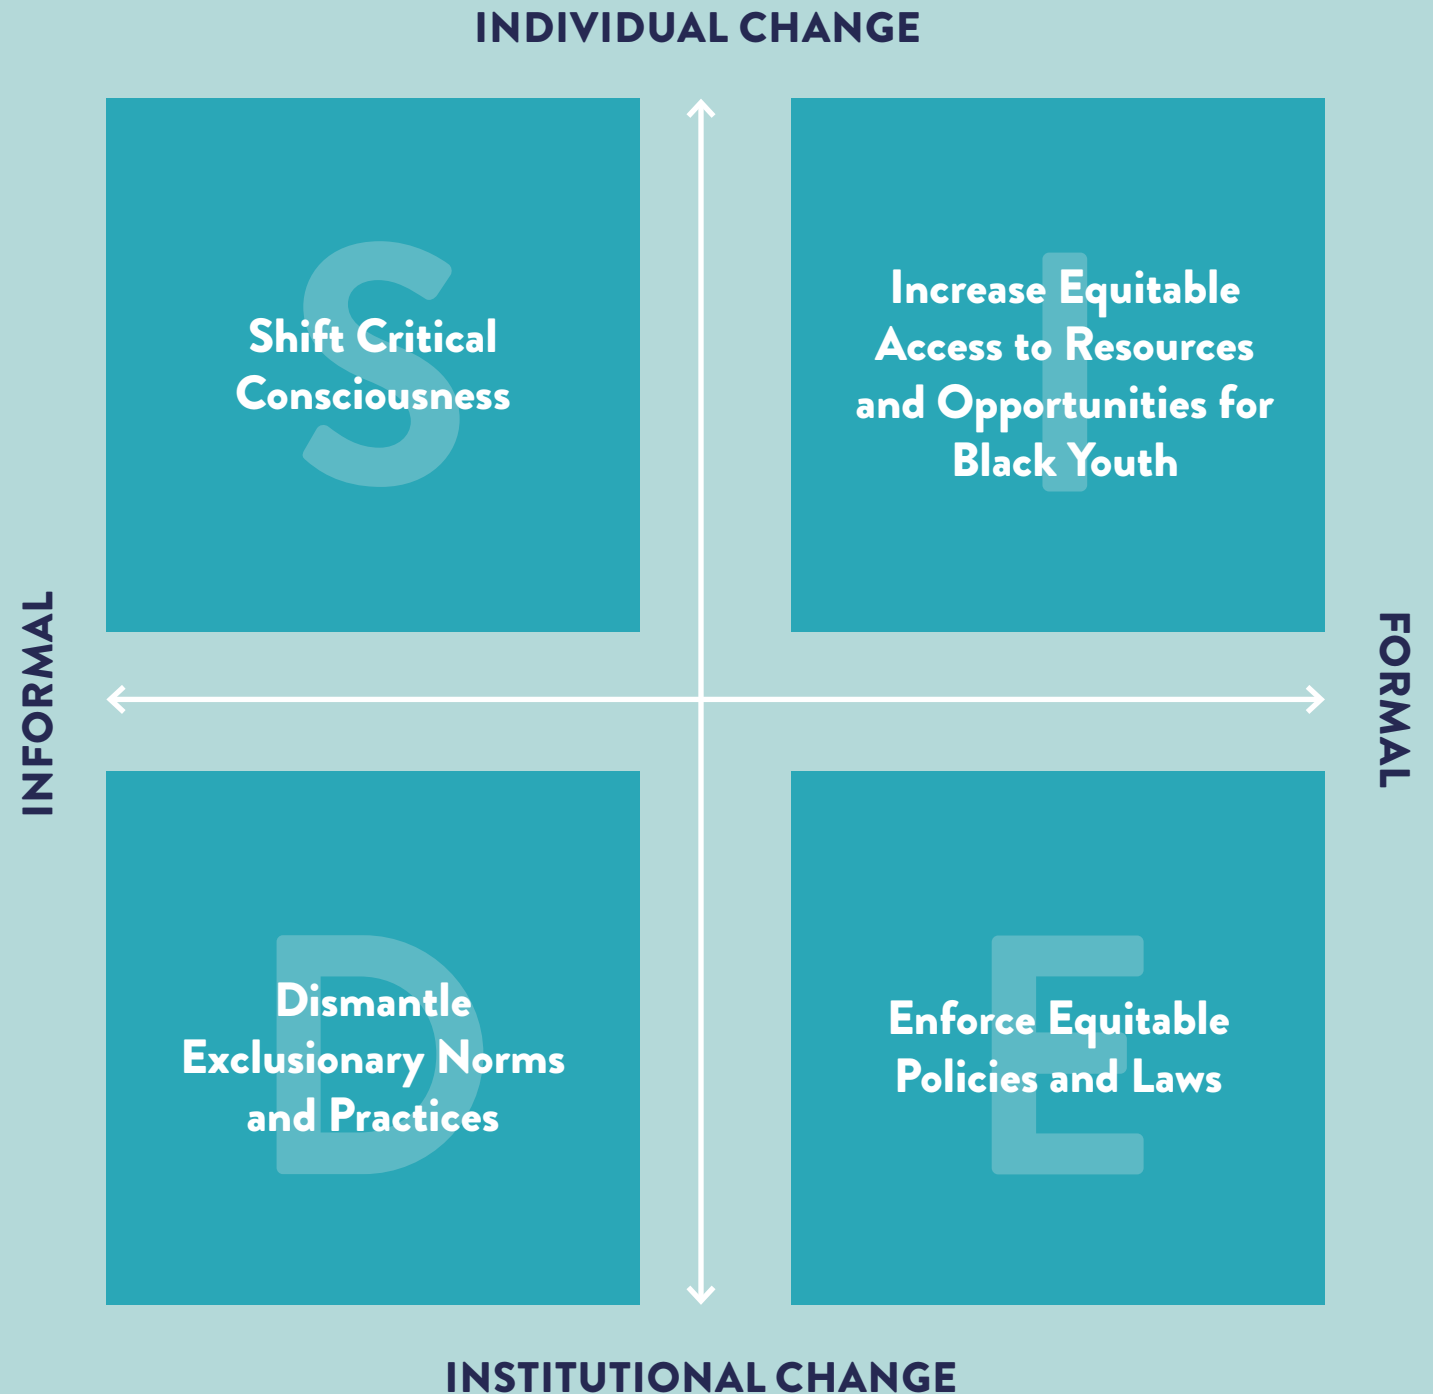 INDIVIDUAL CHANGE
S
Shift Critical
Consciousness
I
Increase Equitable
Access to Resources
and Opportunities for
Black Youth
INFORMAL
FORMAL
D
Dismantle
Exclusionary Norms
and Practices
E
Enforce Equitable
Policies and Laws
INSTITUTIONAL CHANGE